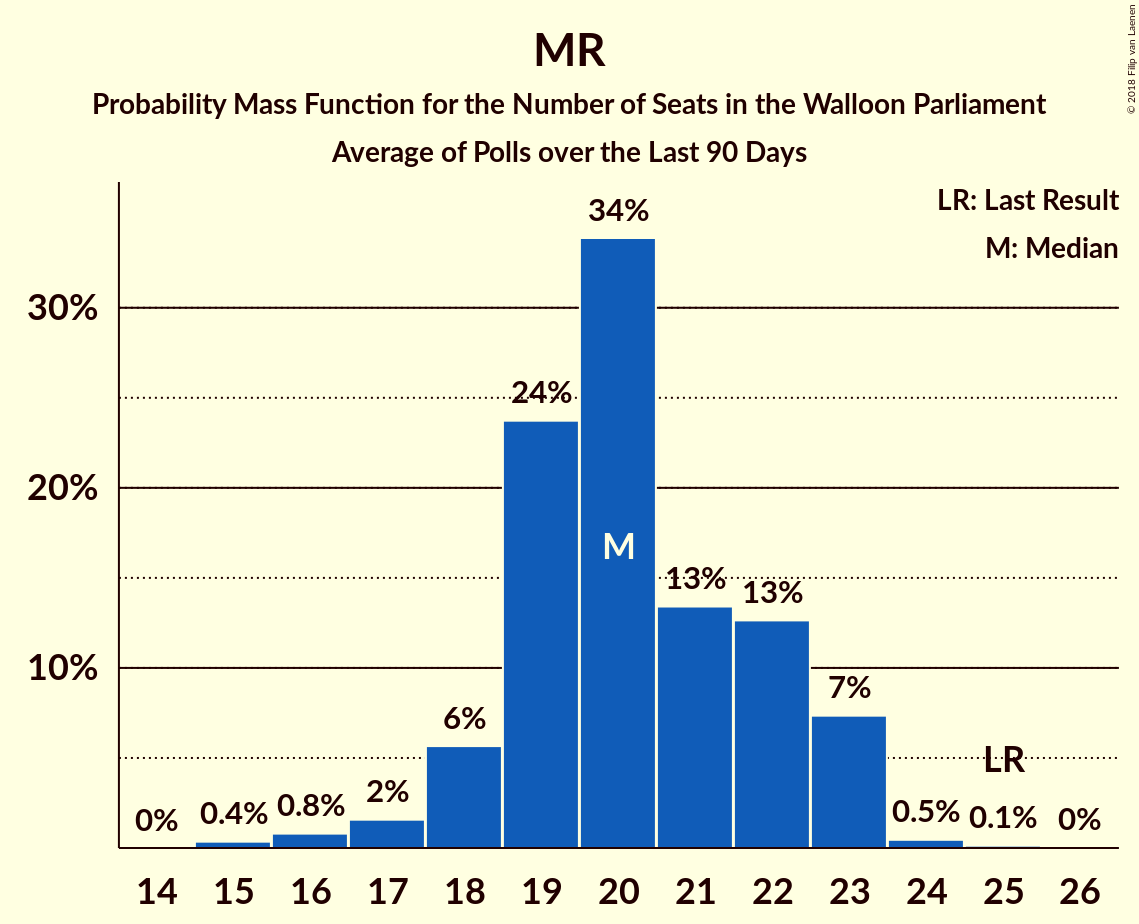 MR
Probability Mass Function for the Number of Seats in the Walloon Parliament
Average of Polls over the Last 90 Days
© 2018 Filip van Laenen
LR: Last Result
M: Median
34%
30%
24%
20%
M
13%
13%
10%
7%
6%
LR
2%
0.8%
0.4%
0%
0.5%
0.1%
0%
14 15 16 17 18 19 20 21 22 23 24 25 26